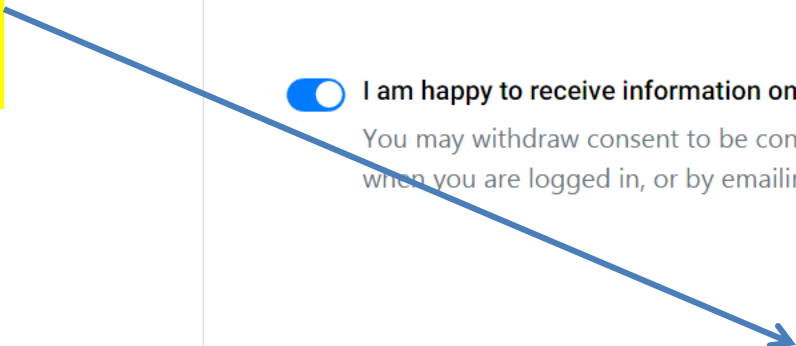 I am happy to receive information on
You may withdraw consent to be con
when you are logged in, or by emailin